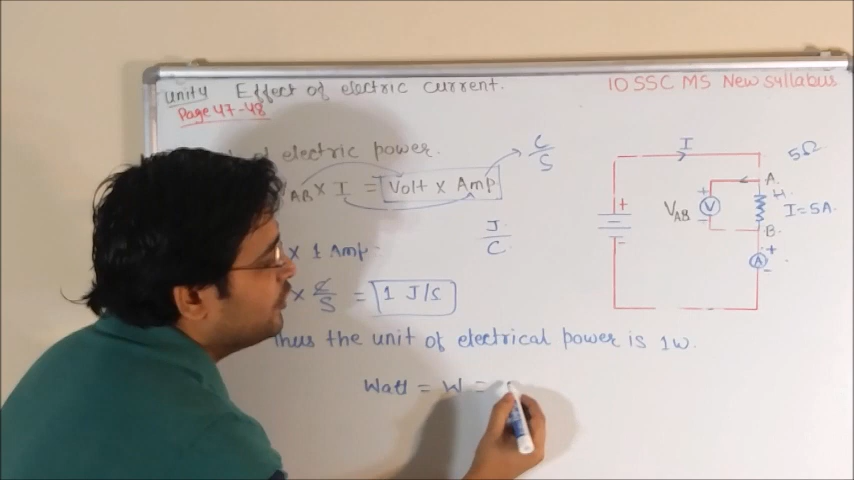 unity Effect of electric current.
10 SSC MS New syllabus
Page 47-48
of electric power.
C/S
VAB × I = Volt × Amp
× 1 Amp
J/C
× C/S = 1 J/S
Thus the unit of electrical power is 1W.
Watt = W =
I
5Ω
A.
+
V
VAB
H
I = 5A.
B.
+
A
-
+
-
-